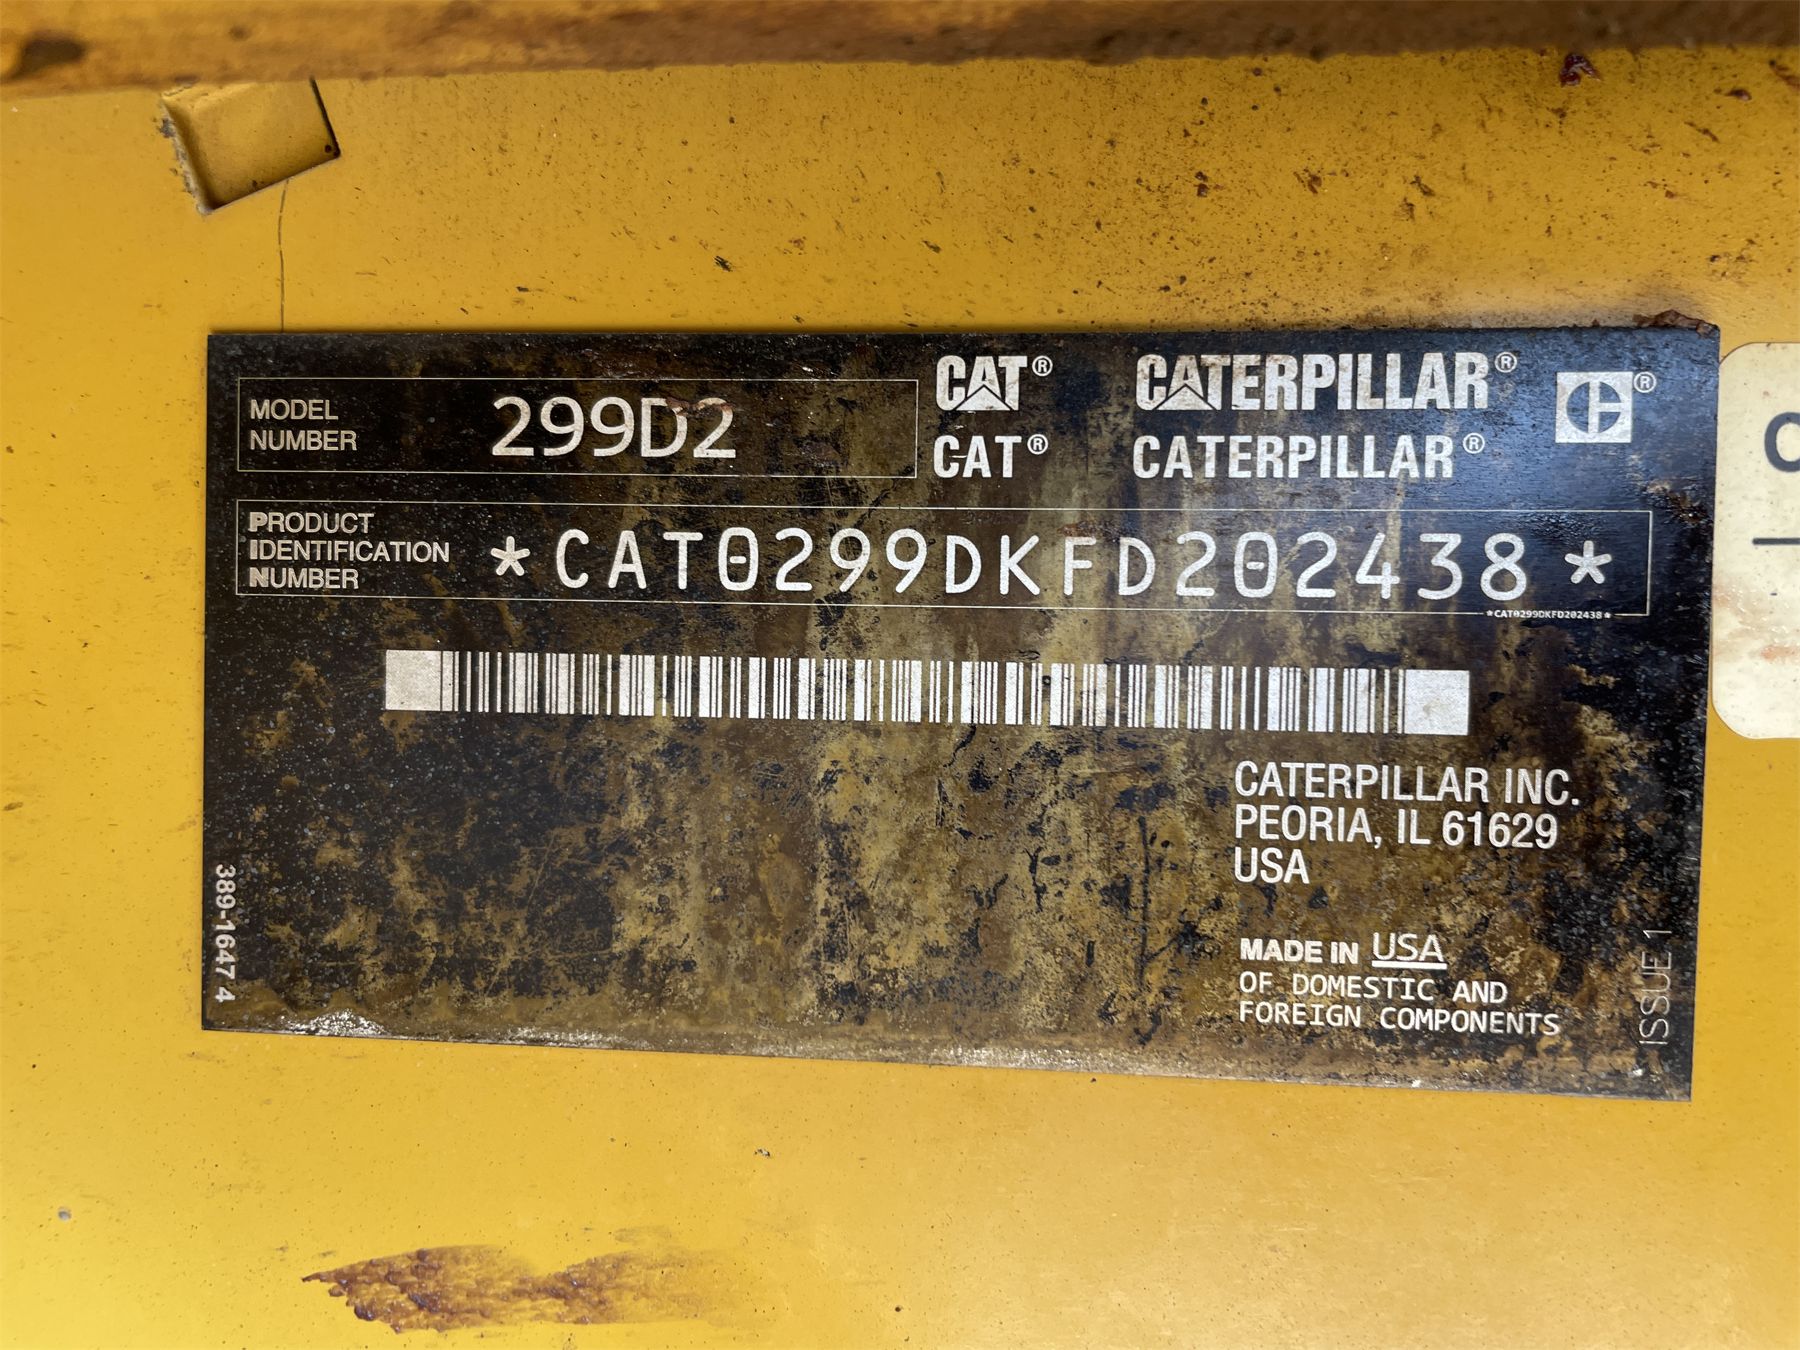 MODEL
NUMBER
299D2
CAT® CATERPILLAR® ®
CAT® CATERPILLAR®
PRODUCT
IDENTIFICATION
NUMBER
*CAT0299DKFD202438*
*CAT0299DKFD202438*
CATERPILLAR INC.
PEORIA, IL 61629
USA
MADE IN USA
OF DOMESTIC AND
FOREIGN COMPONENTS
389-1647 4
ISSUE 1